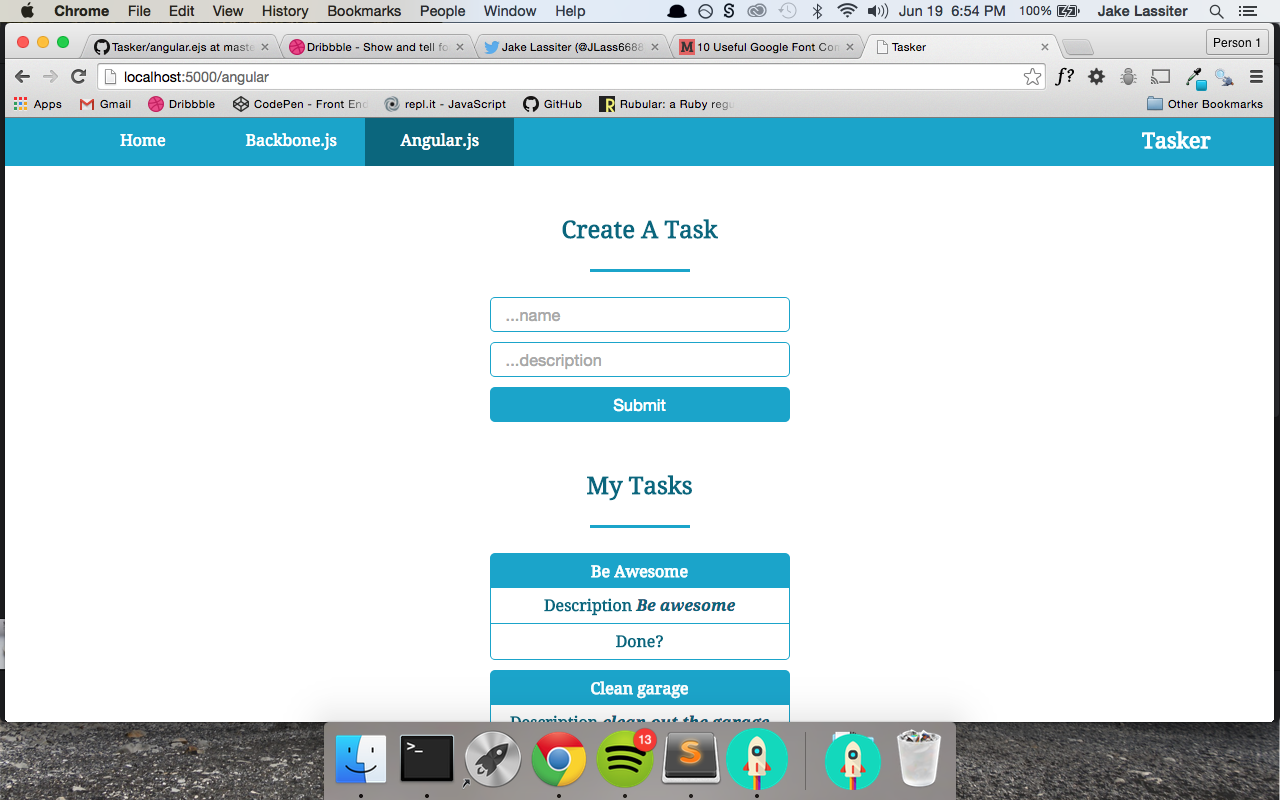 Chrome File Edit View History Bookmarks People Window Help Jun 19 6:54 PM 100% Jake Lassiter
Tasker/angular.ejs at maste Dribbble - Show and tell fo Jake Lassiter (@JLass6688 10 Useful Google Font Com Tasker Person 1
localhost:5000/angular f?
Apps Gmail Dribbble CodePen - Front End repl.it - JavaScript GitHub Rubular: a Ruby regu Other Bookmarks
Home Backbone.js Angular.js Tasker
Create A Task
...name
...description
Submit
My Tasks
Be Awesome
Description Be awesome
Done?
Clean garage
Description clean out the garage
13